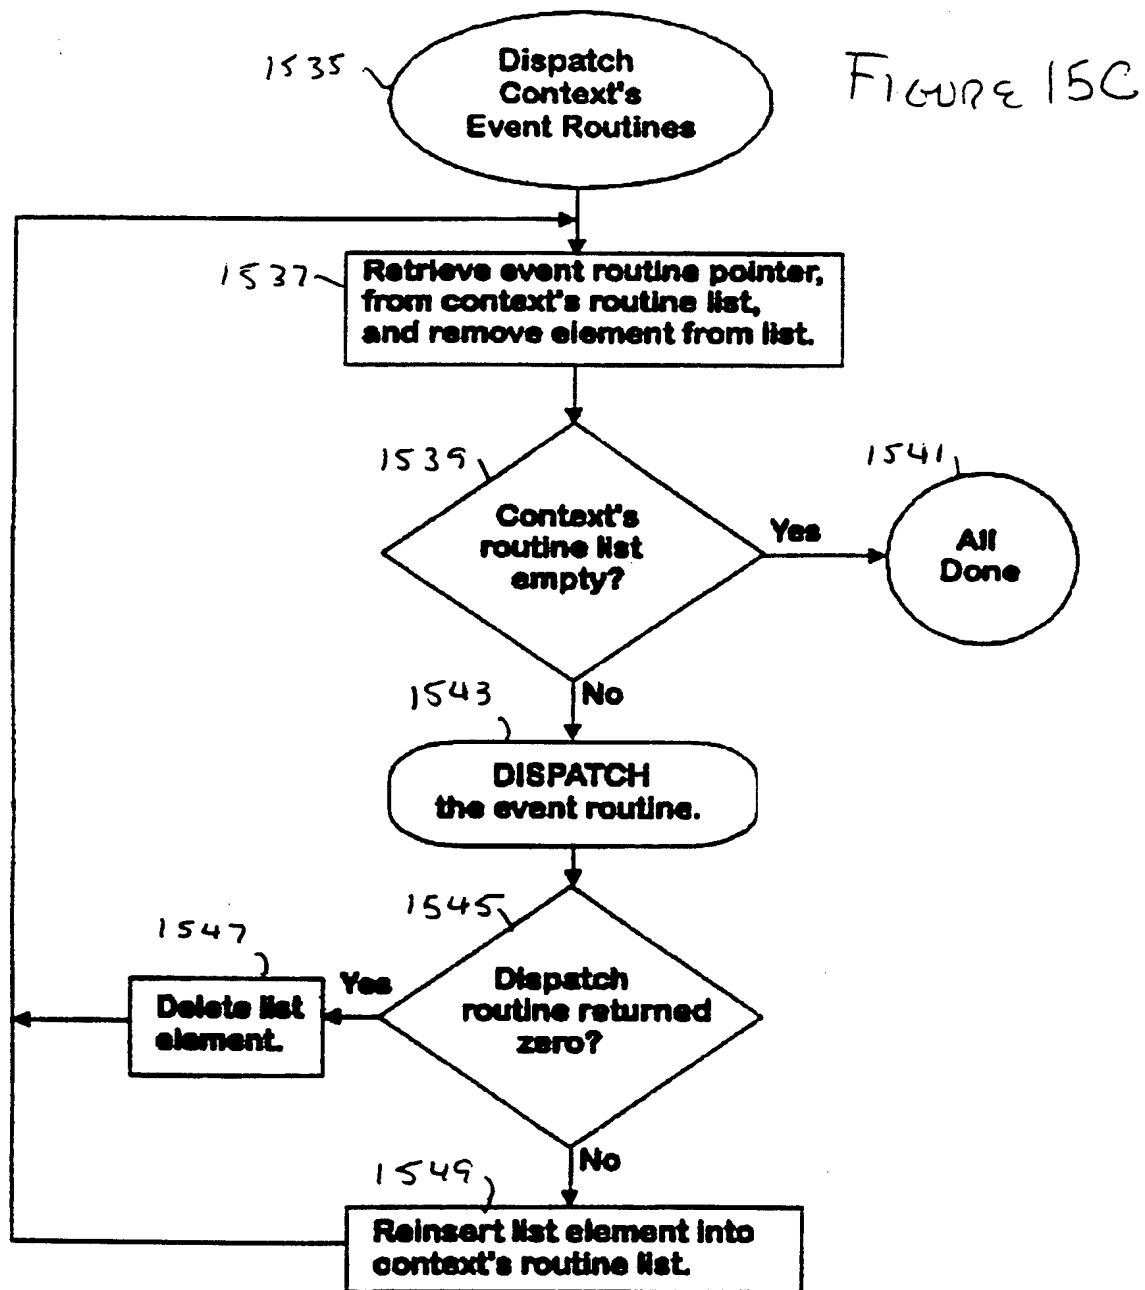 1535
Dispatch
Context's
Event Routines
FIGURE 15C
1537
Retrieve event routine pointer,
from context's routine list,
and remove element from list.
1539
Context's
routine list
empty?
Yes
1541
All
Done
No
1543
DISPATCH
the event routine.
1545
Dispatch
routine returned
zero?
Yes
1547
Delete list
element.
No
1549
Reinsert list element into
context's routine list.